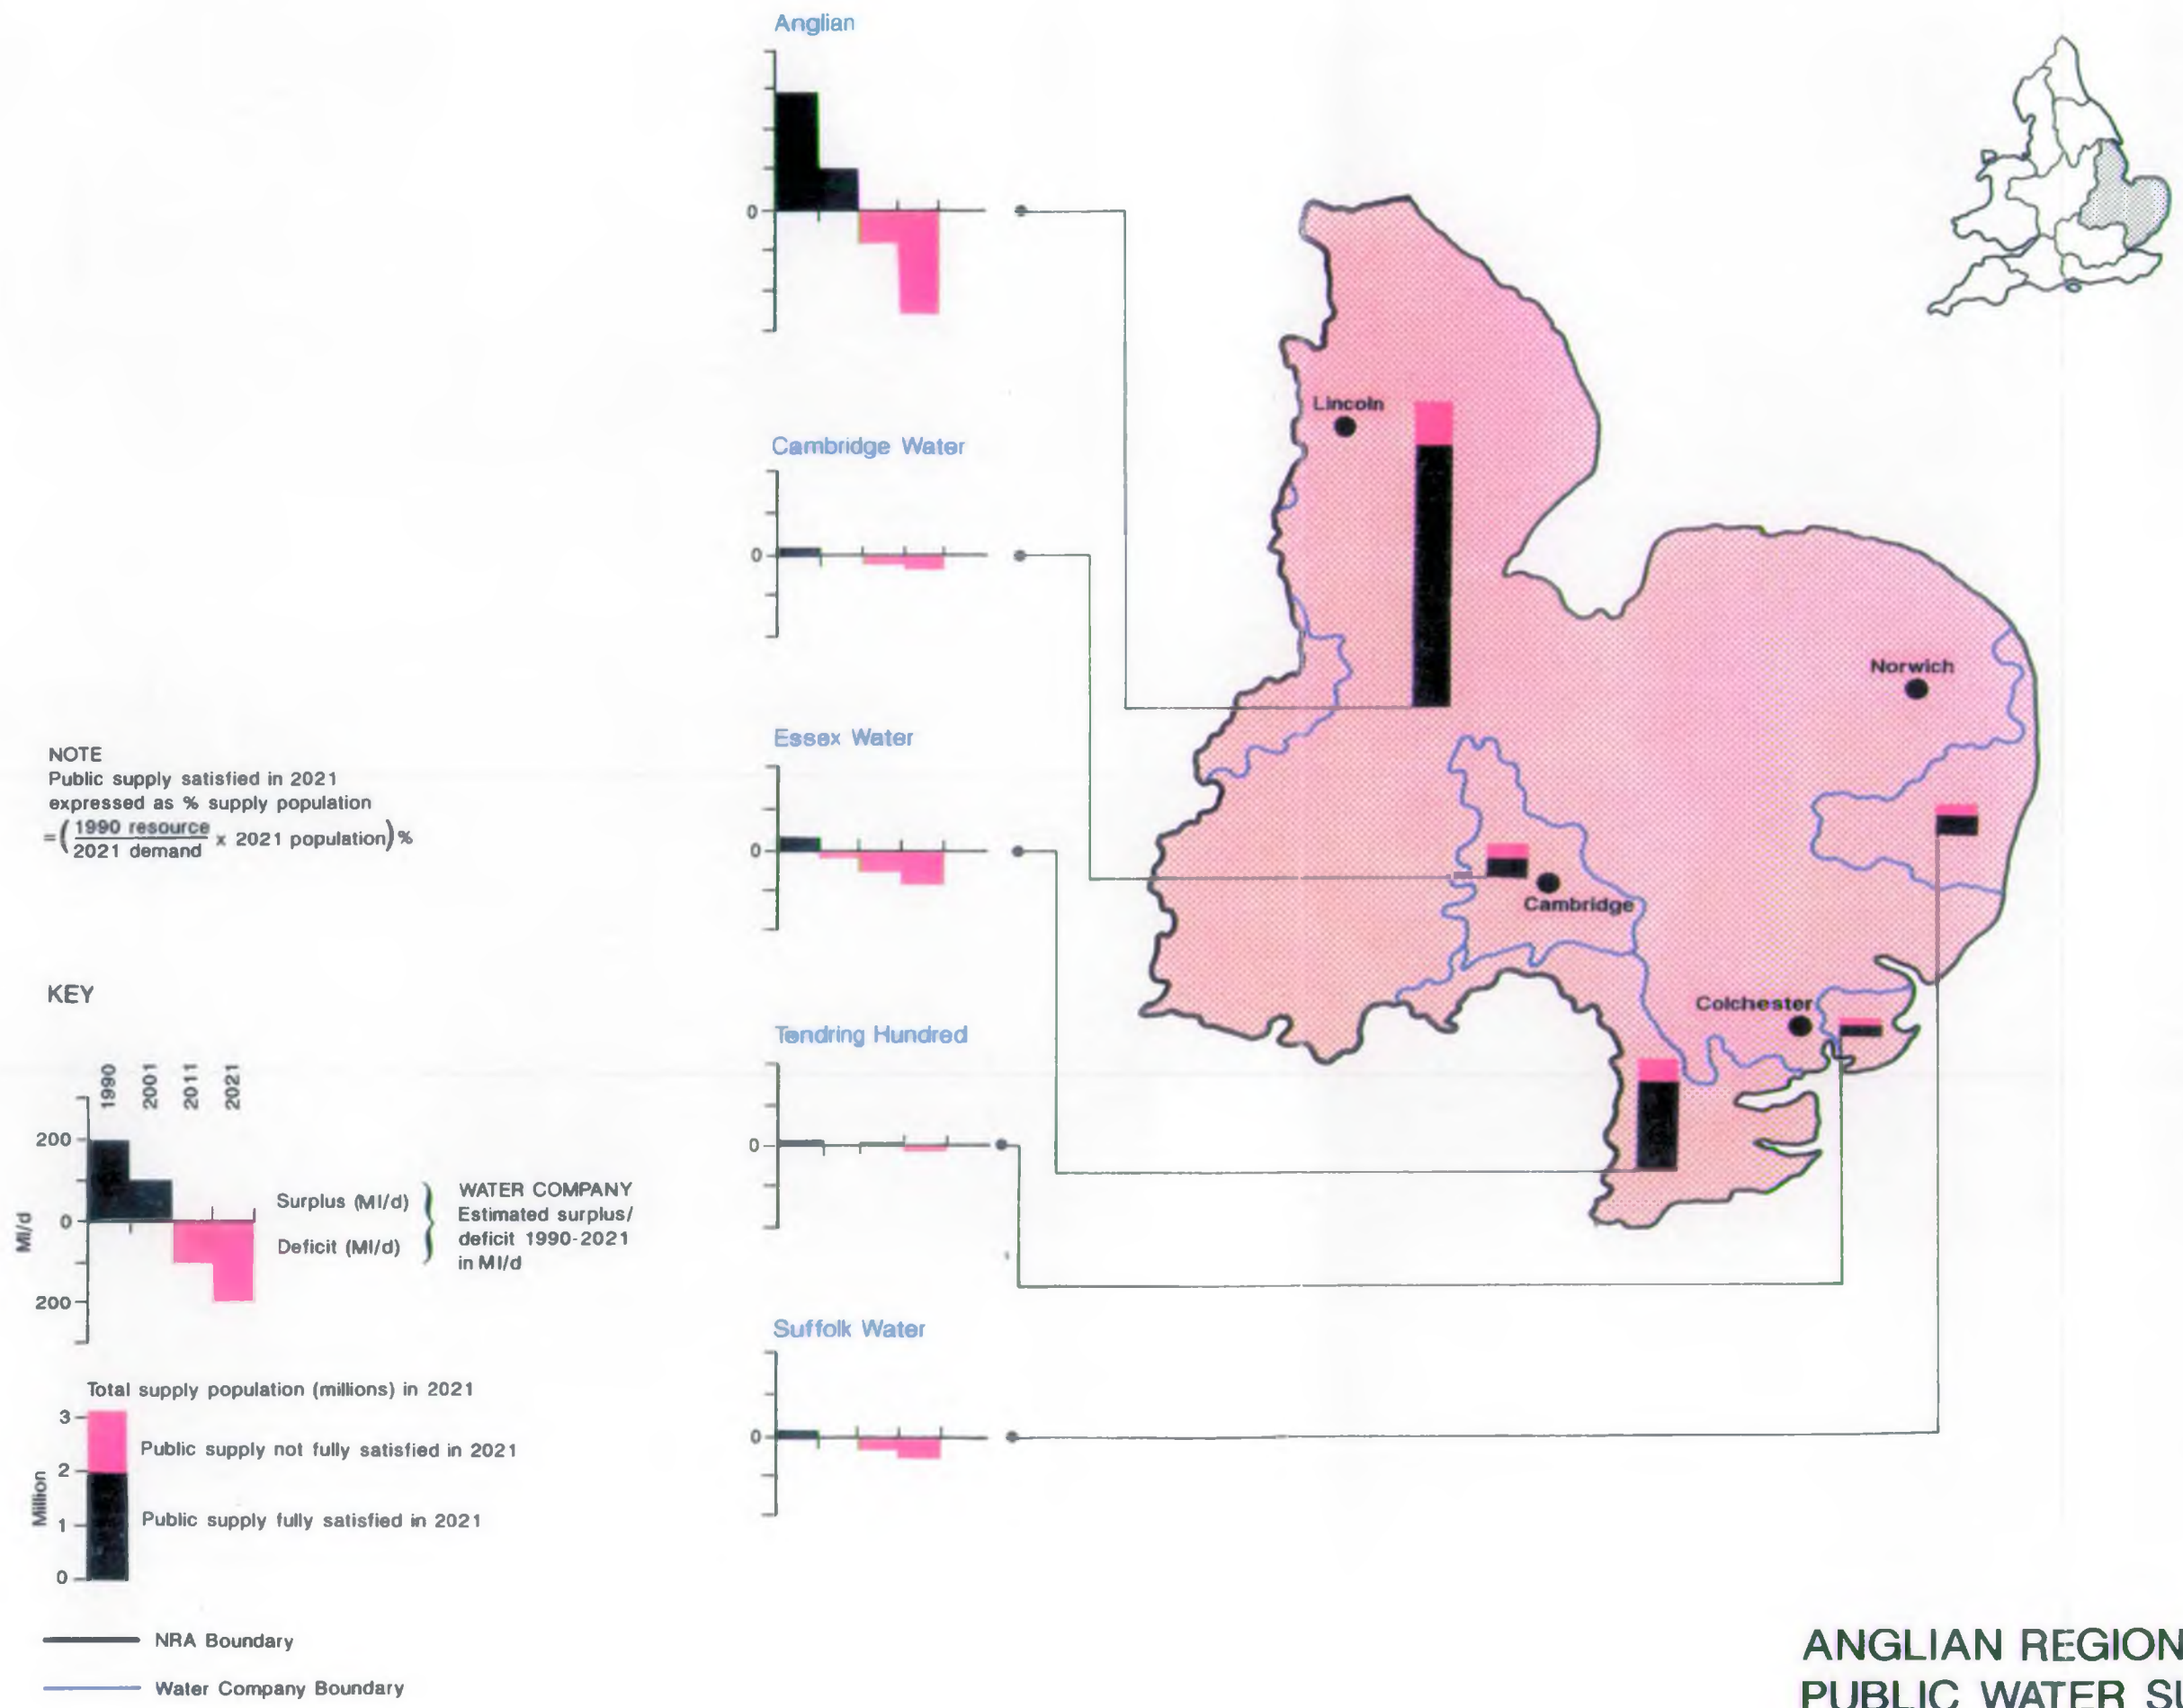 Anglian
0
Cambridge Water
0
Essex Water
0
Tendring Hundred
0
Suffolk Water
0
Lincoln
Norwich
Cambridge
Colchester
NOTE
Public supply satisfied in 2021
expressed as % supply population
=(1990 resource
2021 demand x 2021 population)%
KEY
1990
2001
2011
2021
200
0
200
Ml/d
Surplus (Ml/d)
Deficit (Ml/d)
WATER COMPANY
Estimated surplus/
deficit 1990-2021
in Ml/d
Total supply population (millions) in 2021
3
2
1
0
Million
Public supply not fully satisfied in 2021
Public supply fully satisfied in 2021
NRA Boundary
Water Company Boundary
ANGLIAN REGION
PUBLIC WATER